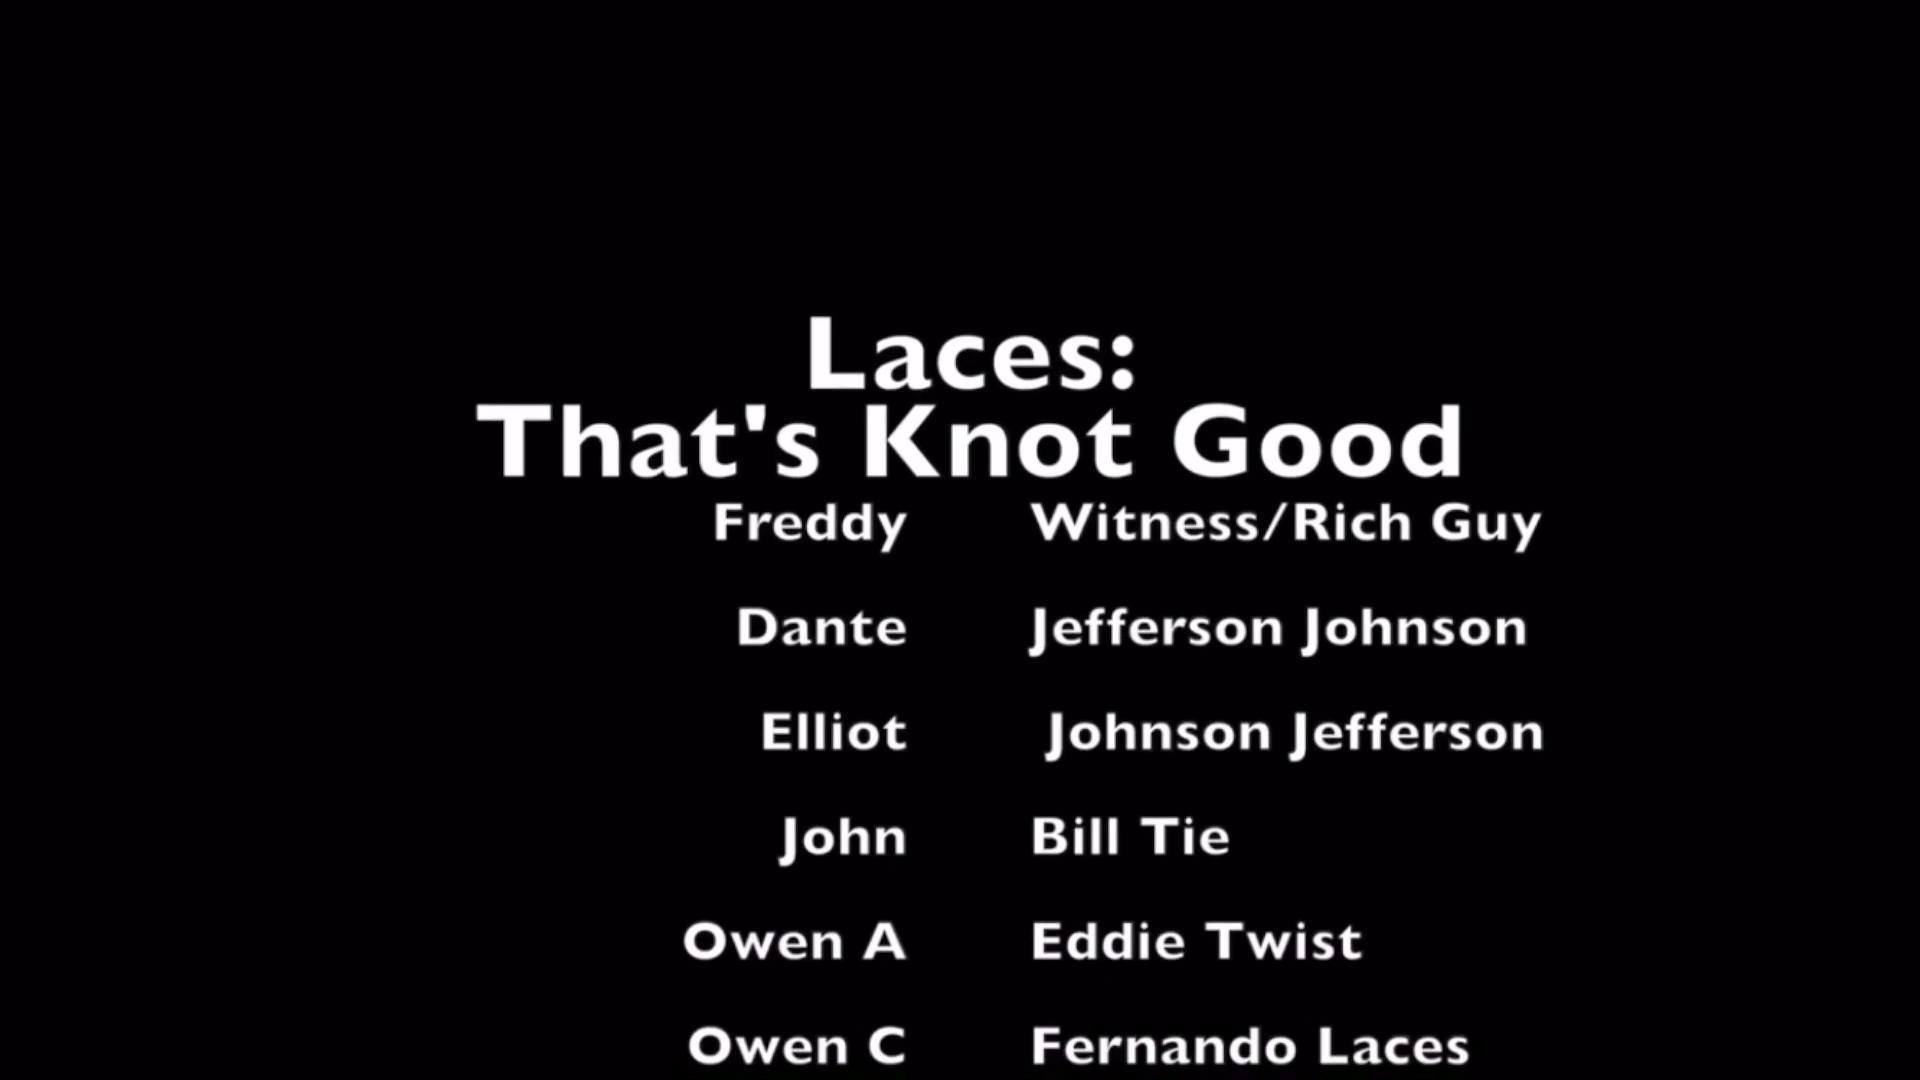 Laces:
That's Knot Good
Freddy Witness/Rich Guy
Dante Jefferson Johnson
Elliot Johnson Jefferson
John Bill Tie
Owen A Eddie Twist
Owen C Fernando Laces